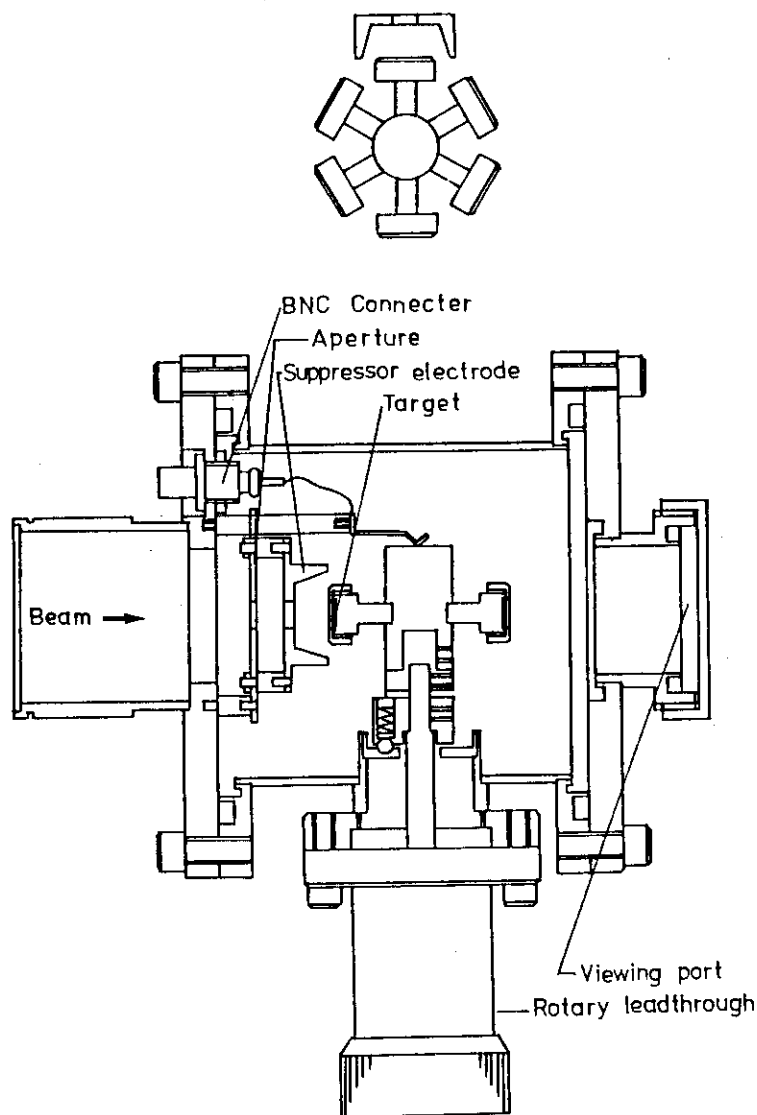 BNC Connecter
Aperture
Suppressor electrode
Target
Beam
Viewing port
Rotary leadthrough